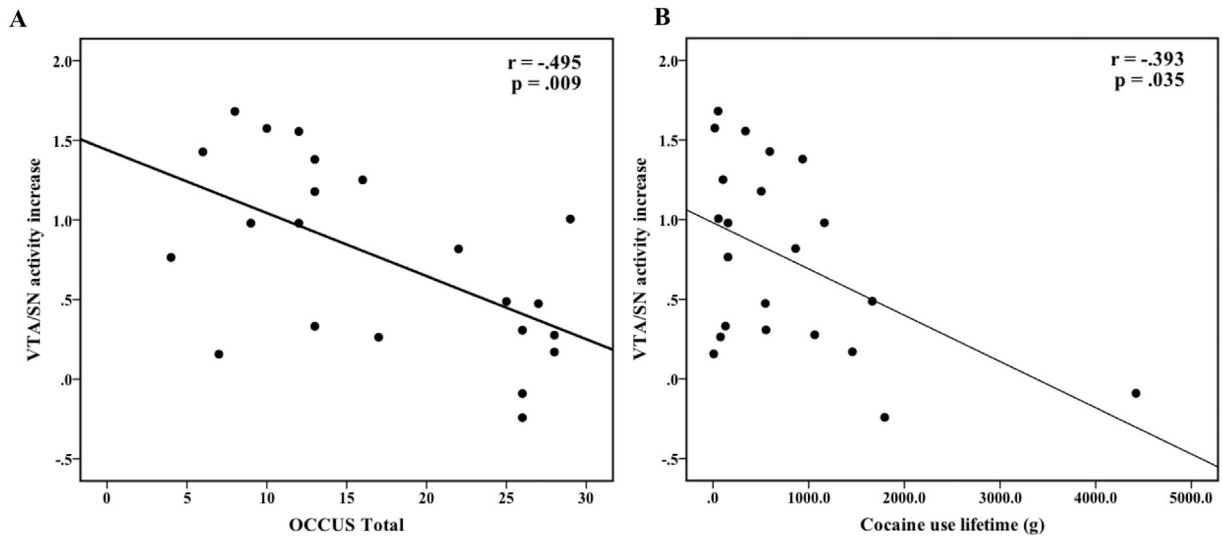 A
B
r = -.495
p = .009
r = -.393
p = .035
VTA/SN activity increase
2.0
1.5
1.0
.5
.0
-.5
0 5 10 15 20 25 30
OCCUS Total
VTA/SN activity increase
2.0
1.5
1.0
.5
.0
-.5
.0 1000.0 2000.0 3000.0 4000.0 5000.0
Cocaine use lifetime (g)